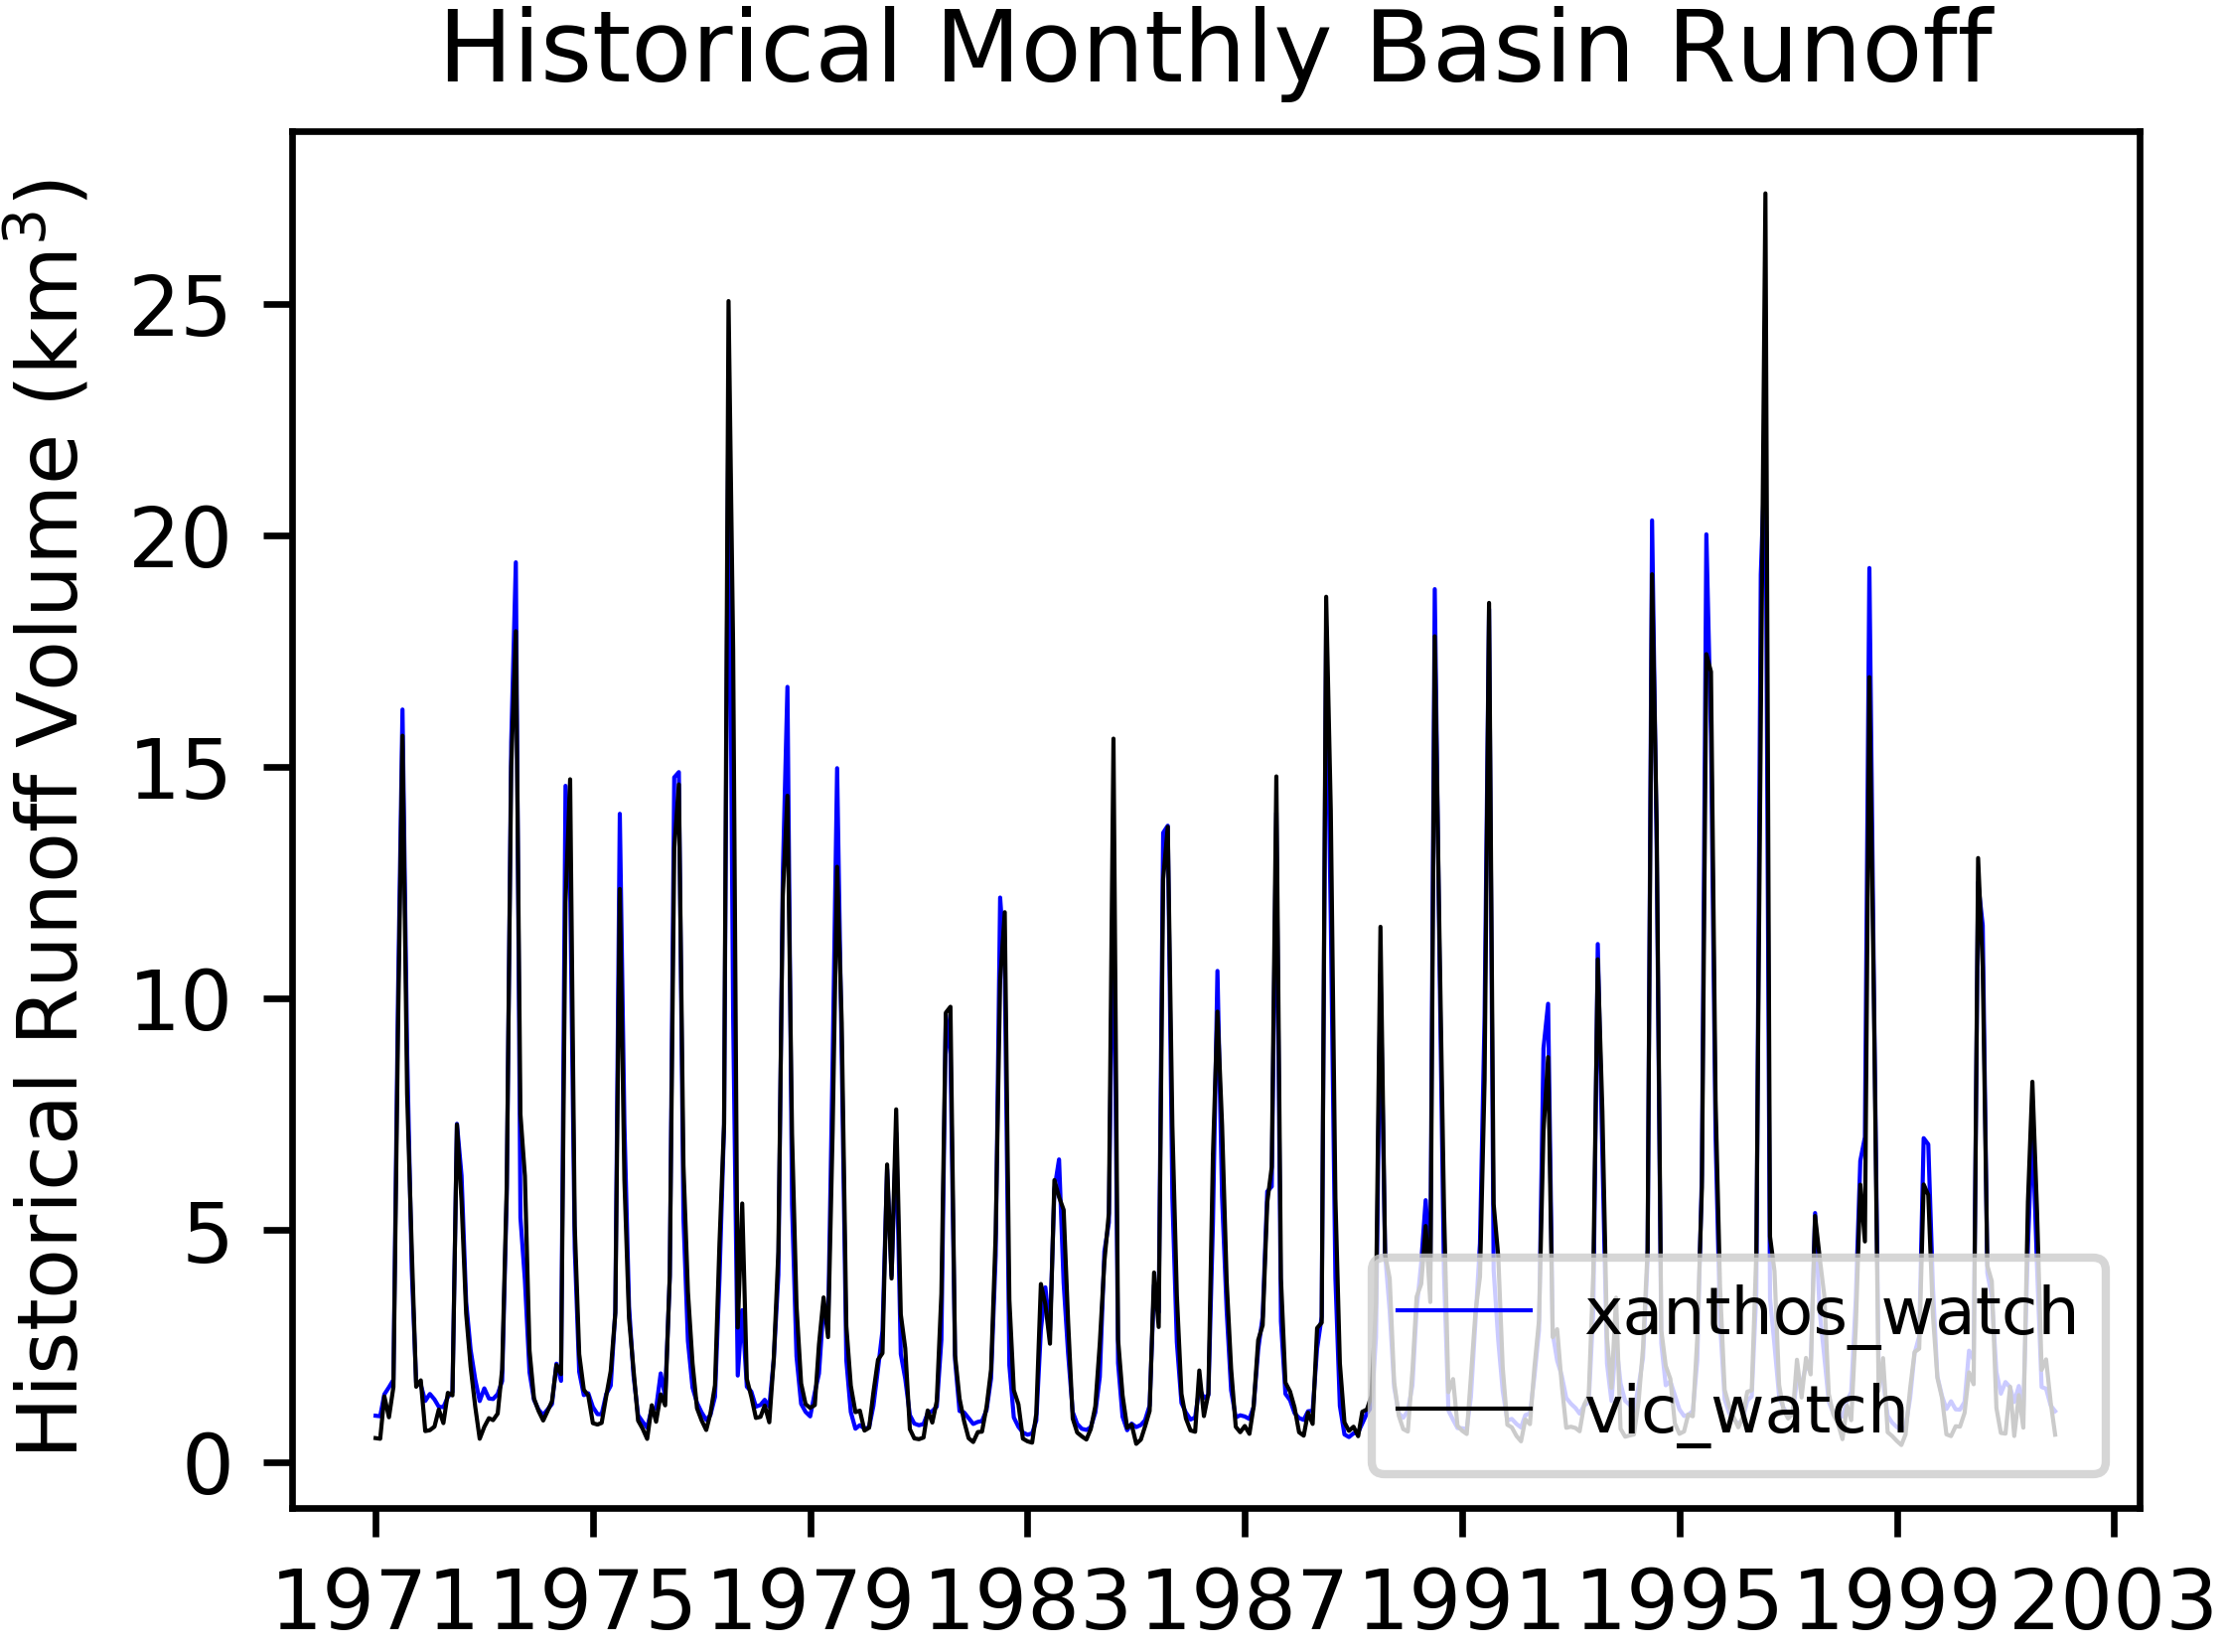 Historical Monthly Basin Runoff
Historical Runoff Volume (km³)
25
20
15
10
5
0
xanthos_watch
vic_watch
1971 1975 1979 1983 1987 1991 1995 1999 2003